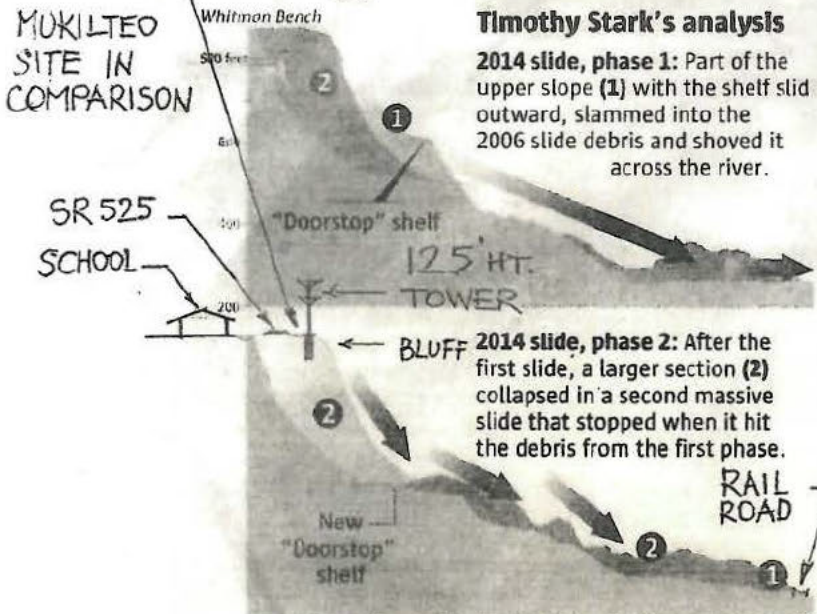 MUKILTEO
SITE IN
COMPARISON
Whitmon Bench
2
1
"Doorstop" shelf
200
Timothy Stark's analysis
2014 slide, phase 1: Part of the
upper slope (1) with the shelf slid
outward, slammed into the
2006 slide debris and shoved it
across the river.
SR 525
SCHOOL
125' HT.
TOWER
BLUFF
2014 slide, phase 2: After the
first slide, a larger section (2)
collapsed in a second massive
slide that stopped when it hit
the debris from the first phase.
2
New
"Doorstop"
shelf
RAIL
ROAD
2
1